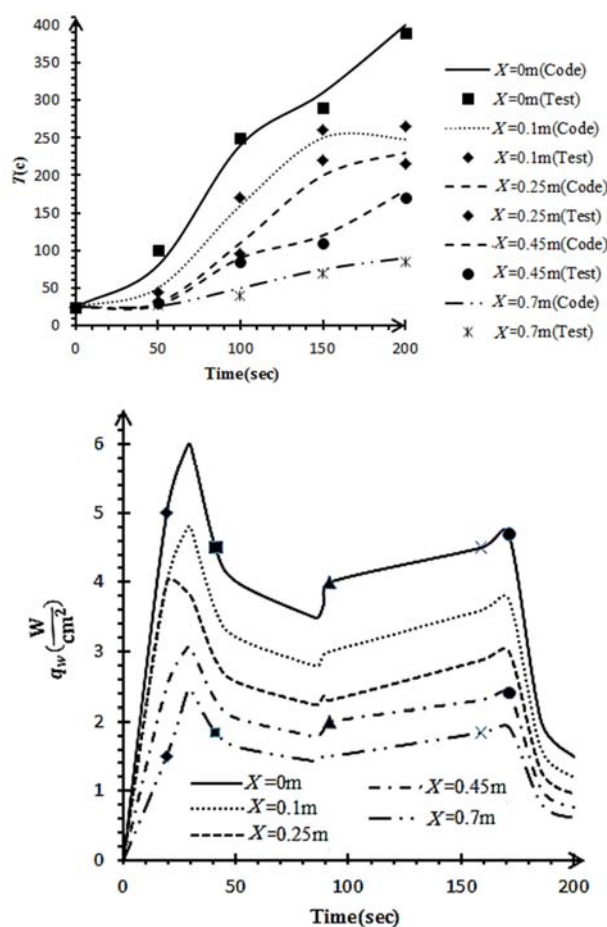 400
350
300
250
200
150
100
50
0
T(c)
0 50 100 150 200
Time(sec)
X=0m(Code)
X=0m(Test)
X=0.1m(Code)
X=0.1m(Test)
X=0.25m(Code)
X=0.25m(Test)
X=0.45m(Code)
X=0.45m(Test)
X=0.7m(Code)
X=0.7m(Test)
6
5
4
3
2
1
0
qw(W/cm²)
X=0m
X=0.1m
X=0.25m
X=0.45m
X=0.7m
0 50 100 150 200
Time(sec)